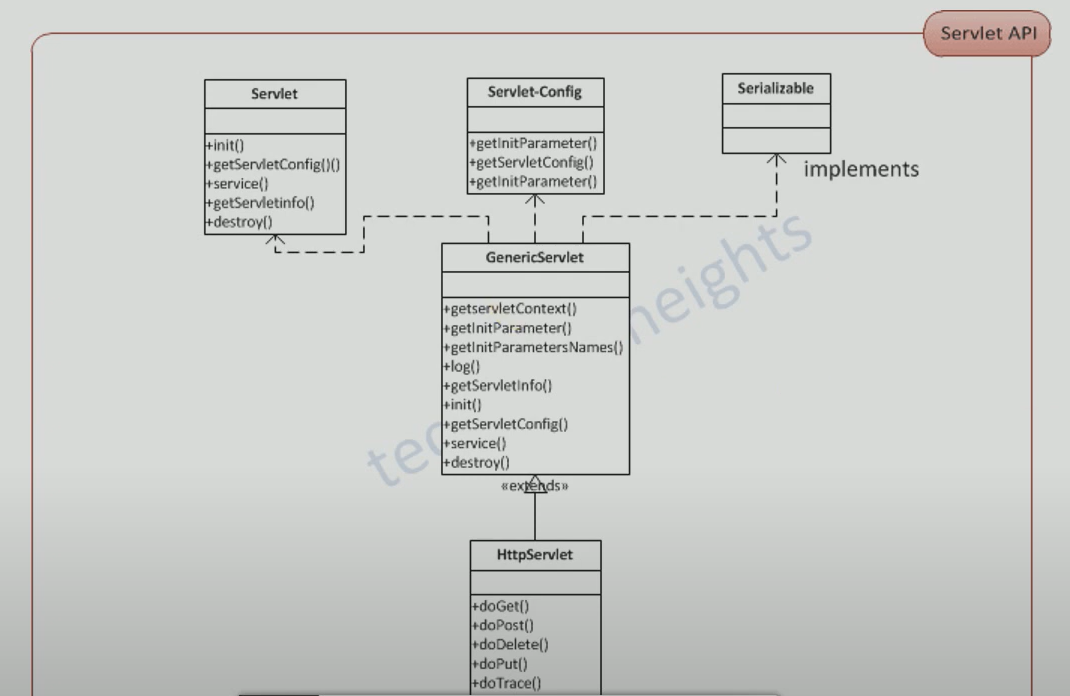 Servlet API
Servlet
+init()
+getServletConfig()()
+service()
+getServletinfo()
+destroy()
Servlet-Config
+getInitParameter()
+getServletConfig()
+getInitParameter()
Serializable
implements
GenericServlet
+getservletContext()
+getInitParameter()
+getInitParametersNames()
+log()
+getServletInfo()
+init()
+getServletConfig()
+service()
+destroy()
«extends»
HttpServlet
+doGet()
+doPost()
+doDelete()
+doPut()
+doTrace()